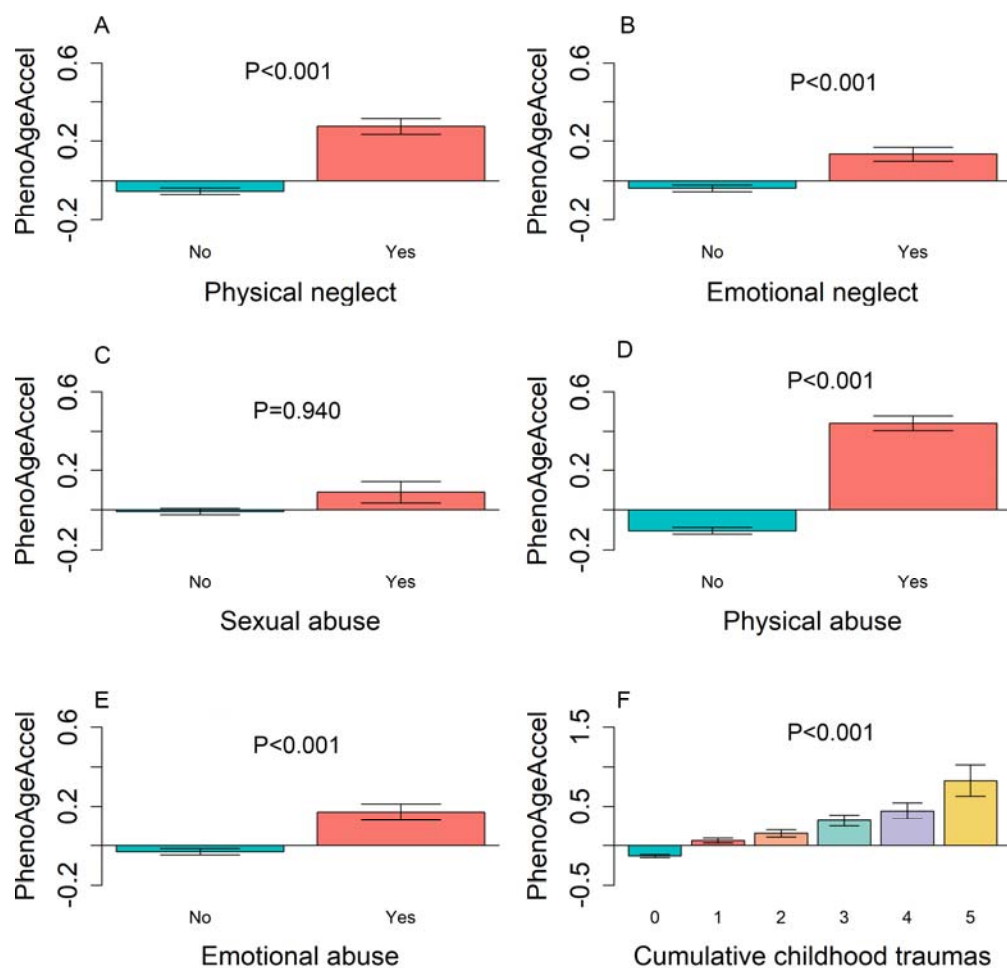 A
PhenoAgeAccel
0.6
0.2
-0.2
P<0.001
No
Yes
Physical neglect
B
PhenoAgeAccel
0.6
0.2
-0.2
P<0.001
No
Yes
Emotional neglect
C
PhenoAgeAccel
0.6
0.2
-0.2
P=0.940
No
Yes
Sexual abuse
D
PhenoAgeAccel
0.6
0.2
-0.2
P<0.001
No
Yes
Physical abuse
E
PhenoAgeAccel
0.6
0.2
-0.2
P<0.001
No
Yes
Emotional abuse
F
PhenoAgeAccel
1.5
0.5
-0.5
P<0.001
0 1 2 3 4 5
Cumulative childhood traumas